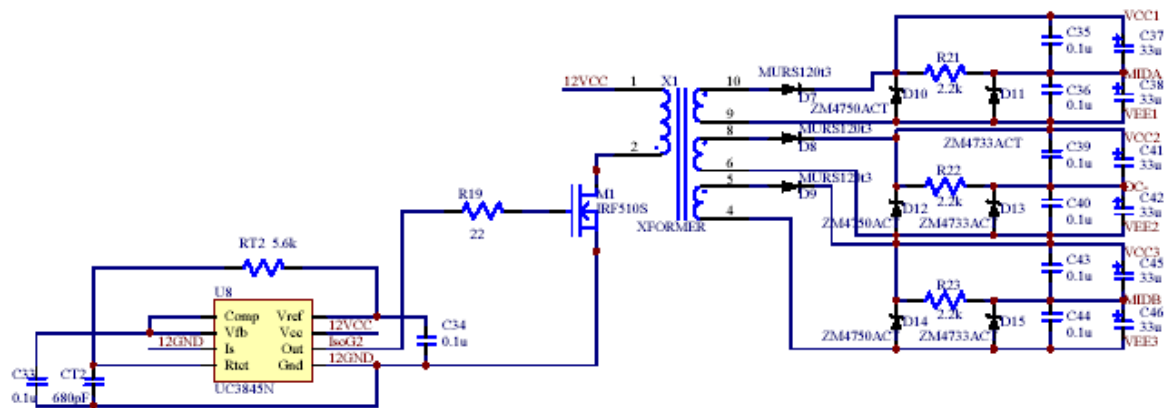 VCC1
C35
0.1u
C37
33u
R21
2.2k
MIDA
12VCC
1
X1
10
MURS120t3
D7
D10
D11
C36
0.1u
C38
33u
ZM4750ACT
VEE1
9
8
MURS120t3
D8
VCC2
ZM4733ACT
C39
0.1u
C41
33u
2
6
5
MURS120t3
D9
R22
2.2k
DC-
R19
22
M1
IRF510S
4
XFORMER
D12
D13
C40
0.1u
C42
33u
ZM4750AC
ZM4733AC
VEE2
RT2 5.6k
VCC3
C43
0.1u
C45
33u
R23
2.2k
MIDB
U8
Comp
Vref
Vfb
Vcc
12VCC
Is
Out
12GND
IsoG2
Rtct
Gnd
12GND
UC3845N
C34
0.1u
D14
D15
C44
0.1u
C46
33u
ZM4750AC
ZM4733AC
VEE3
C33
0.1u
CT2
680pF